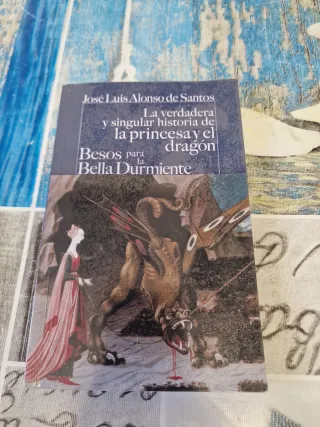 José Luis Alonso de Santos
La verdadera
y singular historia de
la princesa y el
dragón
Besos para la
Bella Durmiente